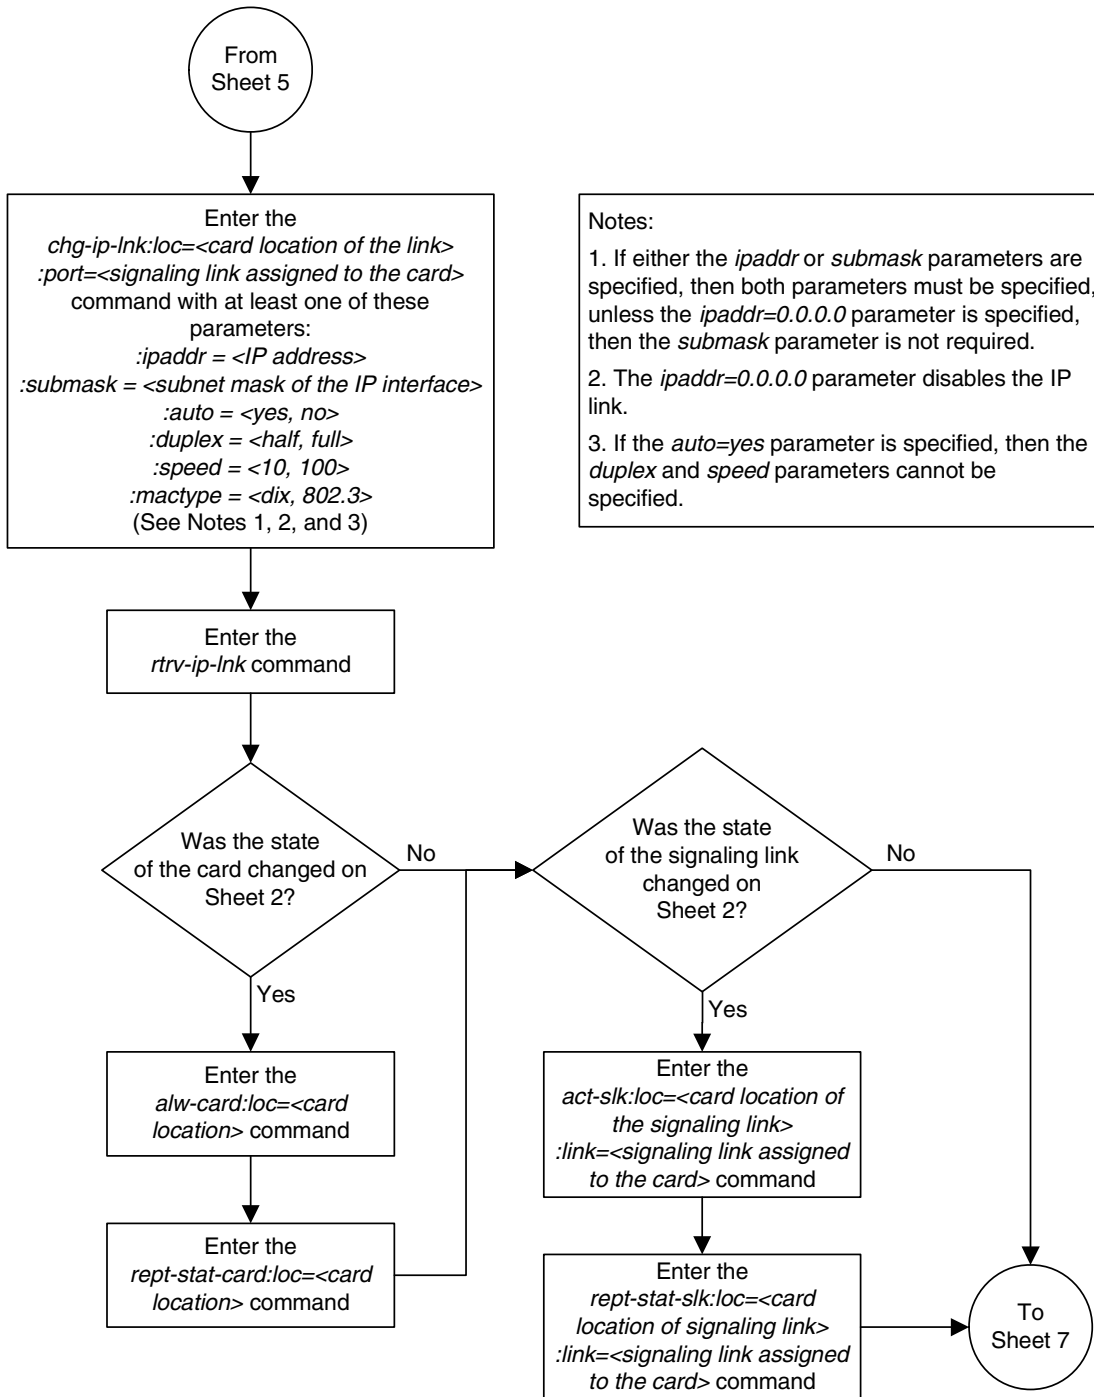 From
Sheet 5
Enter the
chg-ip-lnk:loc=<card location of the link>
:port=<signaling link assigned to the card>
command with at least one of these
parameters:
:ipaddr = <IP address>
:submask = <subnet mask of the IP interface>
:auto = <yes, no>
:duplex = <half, full>
:speed = <10, 100>
:mactype = <dix, 802.3>
(See Notes 1, 2, and 3)
Notes:
1. If either the ipaddr or submask parameters are
specified, then both parameters must be specified,
unless the ipaddr=0.0.0.0 parameter is specified,
then the submask parameter is not required.
2. The ipaddr=0.0.0.0 parameter disables the IP
link.
3. If the auto=yes parameter is specified, then the
duplex and speed parameters cannot be
specified.
Enter the
rtrv-ip-lnk command
Was the state
of the card changed on
Sheet 2?
No
Yes
Enter the
alw-card:loc=<card
location> command
Enter the
rept-stat-card:loc=<card
location> command
Was the state
of the signaling link
changed on
Sheet 2?
No
Yes
Enter the
act-slk:loc=<card location of
the signaling link>
:link=<signaling link assigned
to the card> command
Enter the
rept-stat-slk:loc=<card
location of signaling link>
:link=<signaling link assigned
to the card> command
To
Sheet 7